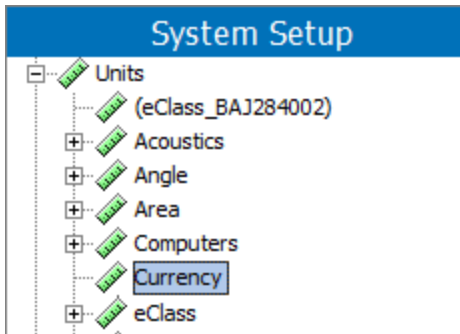 System Setup
Units
(eClass_BAJ284002)
Acoustics
Angle
Area
Computers
Currency
eClass